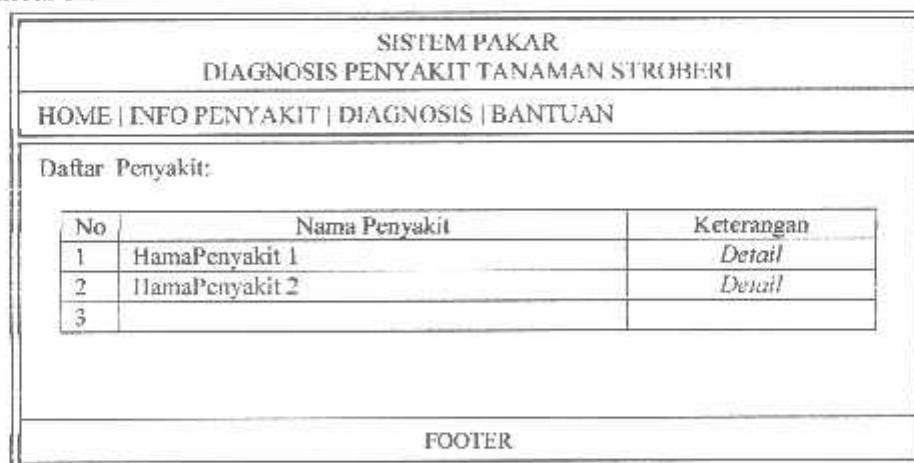 SISTEM PAKAR
DIAGNOSIS PENYAKIT TANAMAN STROBERI
HOME | INFO PENYAKIT | DIAGNOSIS | BANTUAN
Daftar Penyakit:
No Nama Penyakit Keterangan
1 HamaPenyakit 1 Detail
2 HamaPenyakit 2 Detail
3
FOOTER